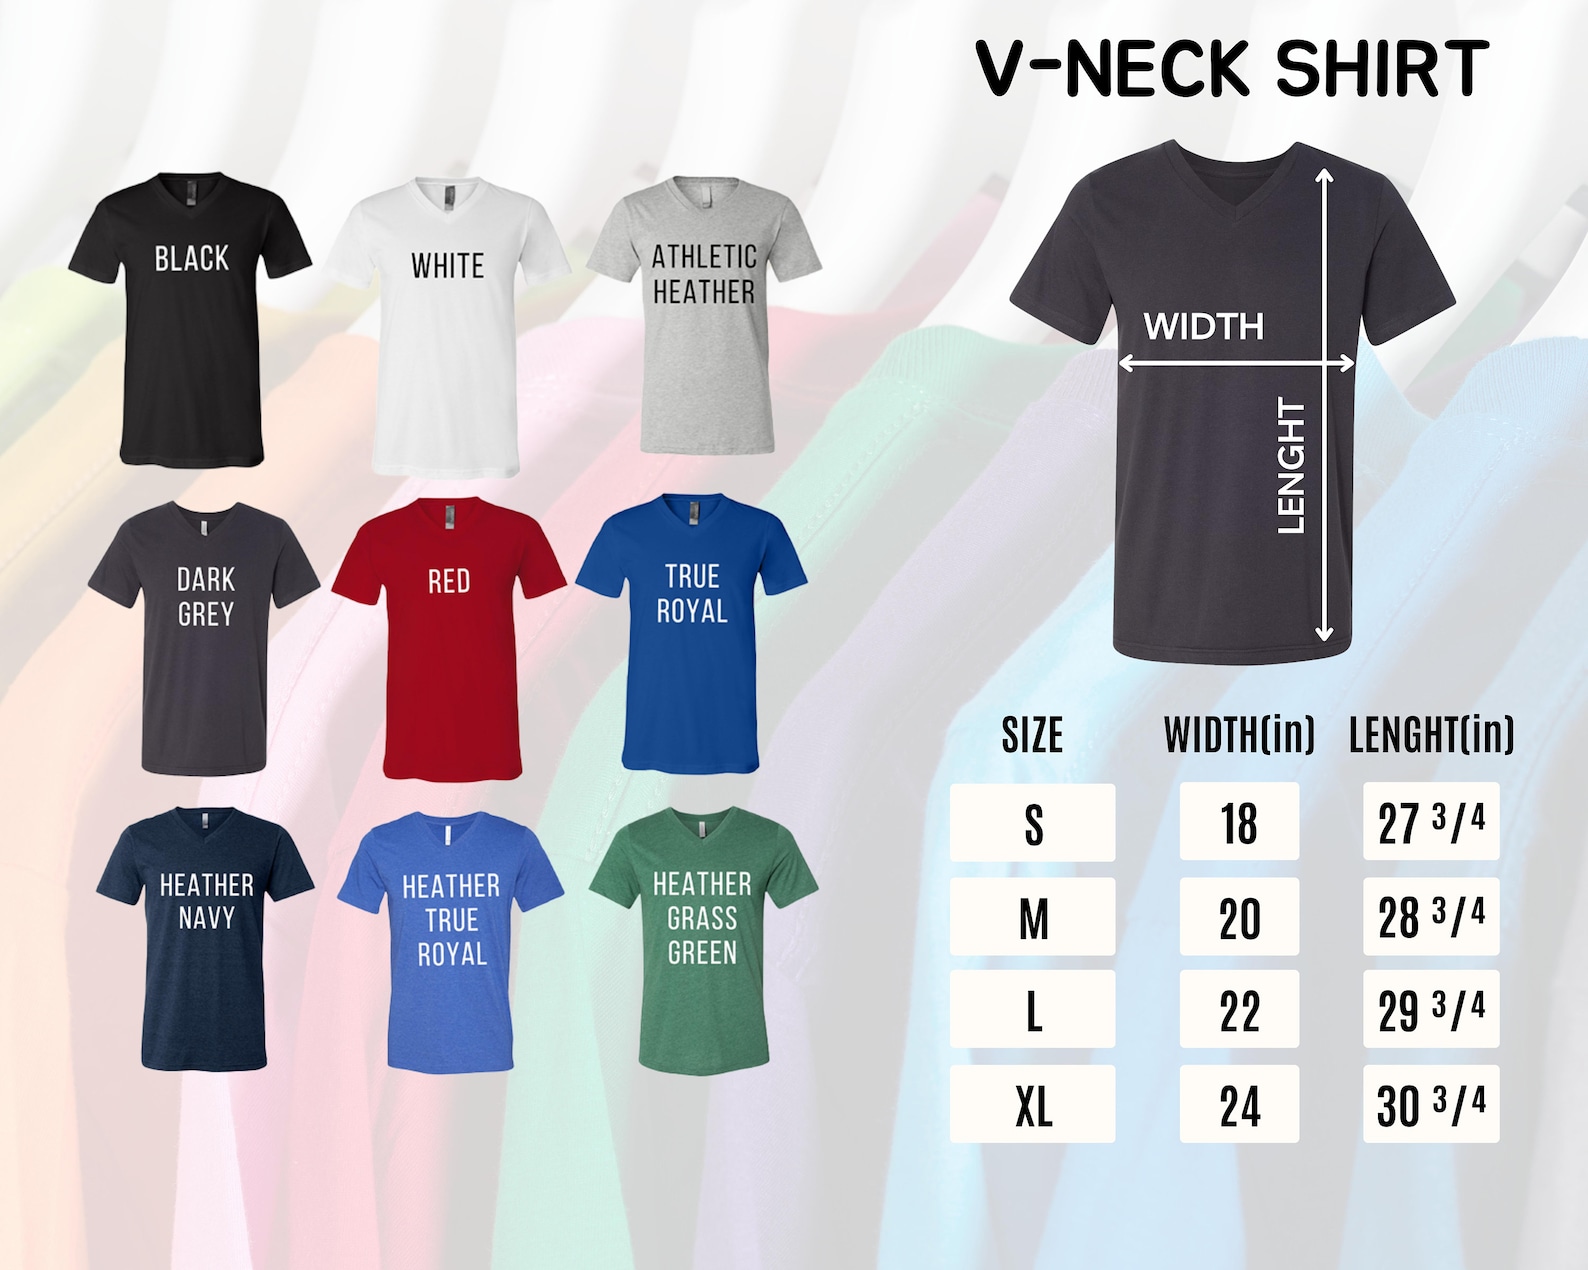 V-NECK SHIRT
BLACK
WHITE
ATHLETIC
HEATHER
DARK
GREY
RED
TRUE
ROYAL
HEATHER
NAVY
HEATHER
TRUE
ROYAL
HEATHER
GRASS
GREEN
WIDTH
LENGHT
SIZE WIDTH(in) LENGHT(in)
S 18 27 3/4
M 20 28 3/4
L 22 29 3/4
XL 24 30 3/4